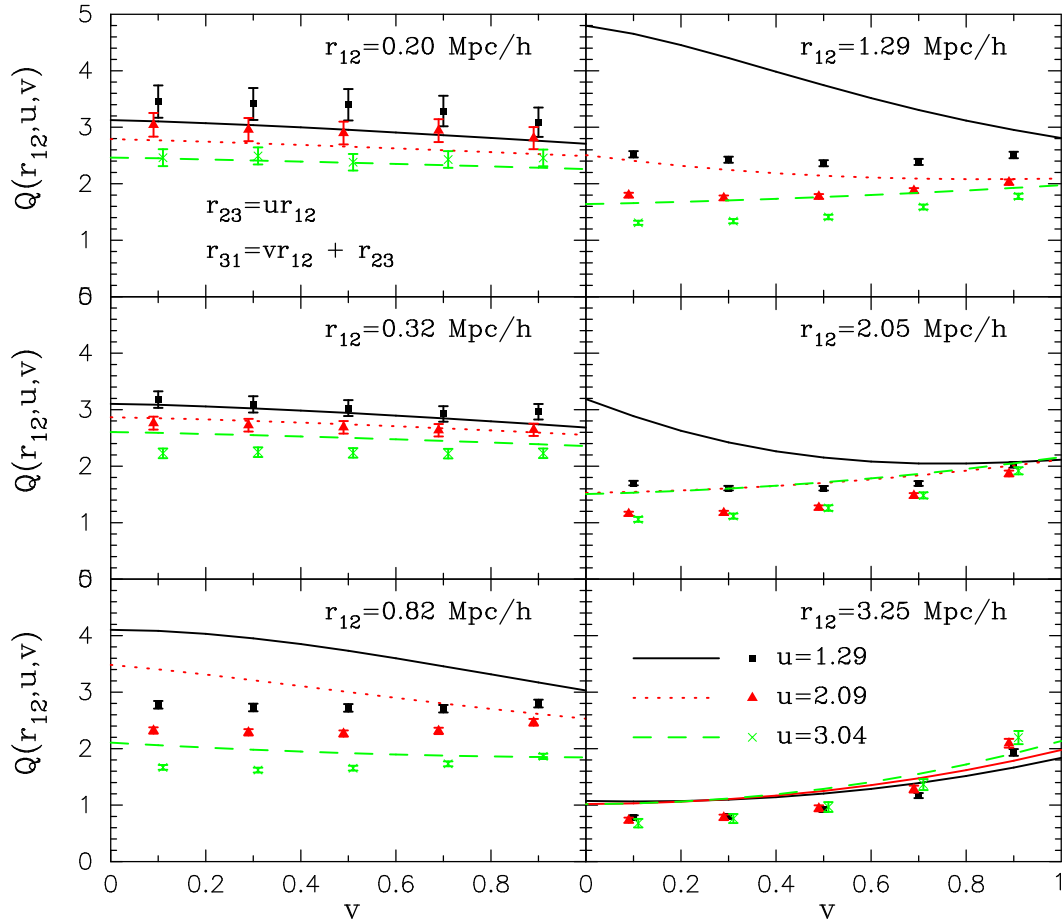 5
4
3
2
1
0
Q(r12,u,v)
r12=0.20 Mpc/h
r23=ur12
r31=vr12 + r23
r12=1.29 Mpc/h
4
3
2
1
0
Q(r12,u,v)
r12=0.32 Mpc/h
r12=2.05 Mpc/h
4
3
2
1
0
Q(r12,u,v)
r12=0.82 Mpc/h
r12=3.25 Mpc/h
u=1.29
u=2.09
u=3.04
0 0.2 0.4 0.6 0.8 0 0.2 0.4 0.6 0.8 1
v v